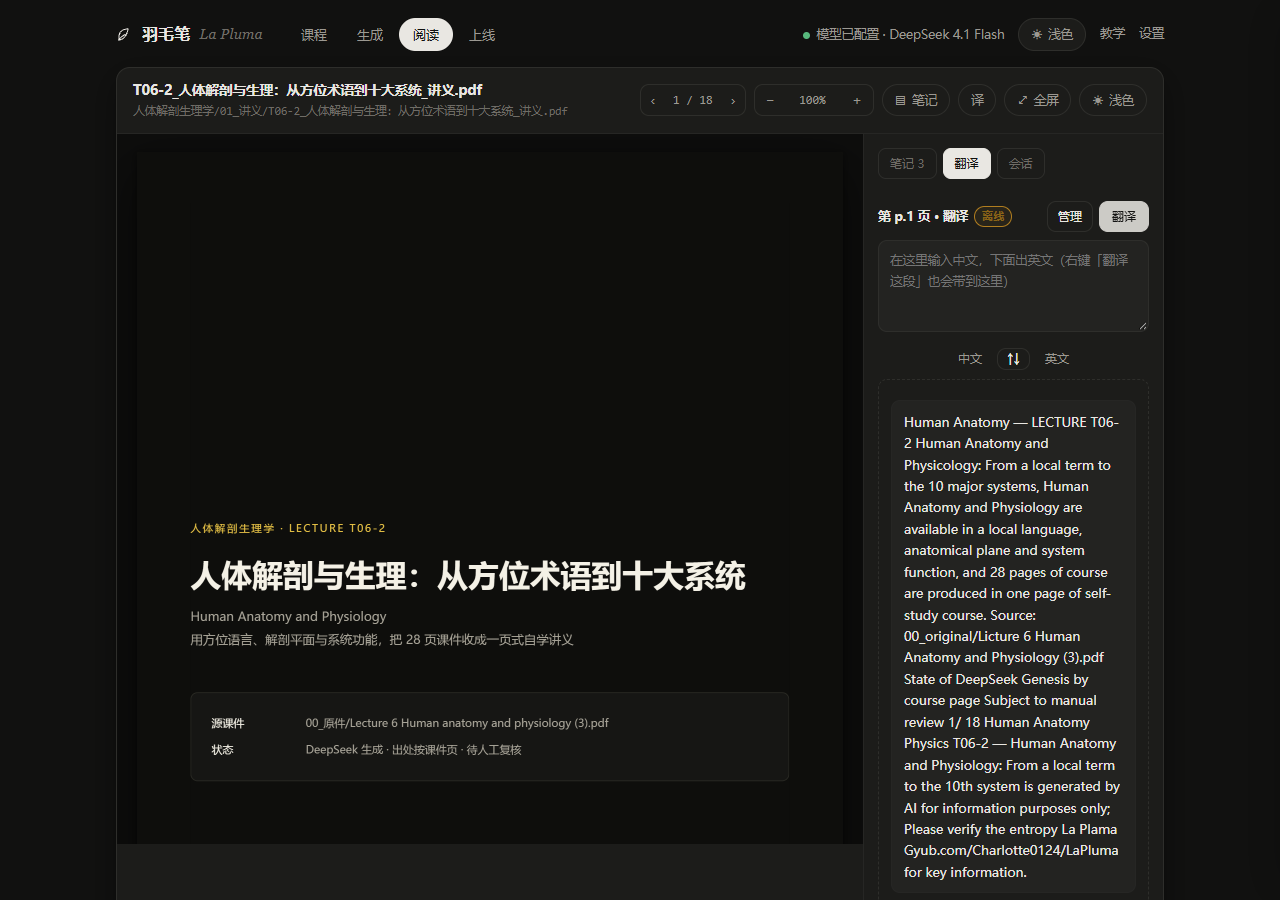 羽毛笔 La Pluma 课程 生成 阅读 上线 模型已配置 · DeepSeek 4.1 Flash ☀ 浅色 教学 设置
T06-2_人体解剖与生理：从方位术语到十大系统_讲义.pdf
人体解剖生理学/01_讲义/T06-2_人体解剖与生理：从方位术语到十大系统_讲义.pdf
‹ 1 / 18 › − 100% + ▤ 笔记 译 ⤢ 全屏 ☀ 浅色
人体解剖生理学 · LECTURE T06-2
人体解剖与生理：从方位术语到十大系统
Human Anatomy and Physiology
用方位语言、解剖平面与系统功能，把 28 页课件收成一页式自学讲义
源课件 00_原件/Lecture 6 Human anatomy and physiology (3).pdf
状态 DeepSeek 生成 · 出处按课件页 · 待人工复核
笔记 3 翻译 会话
第 p.1 页 • 翻译 离线 管理 翻译
在这里输入中文，下面出英文（右键「翻译
这段」也会带到这里）
中文 ⇅ 英文
Human Anatomy — LECTURE T06-
2 Human Anatomy and
Physicology: From a local term to
the 10 major systems, Human
Anatomy and Physiology are
available in a local language,
anatomical plane and system
function, and 28 pages of course
are produced in one page of self-
study course. Source:
00_original/Licture 6 Human
Anatomy and Physiology (3).pdf
State of DeepSeek Genesis by
course page Subject to manual
review 1/ 18 Human Anatomy
Physics T06-2 — Human Anatomy
and Physiology: From a local term
to the 10th system is generated by
AI for information purposes only;
Please verify the entropy La Plama
Gyub.com/Charlotte0124/LaPluma
for key information.